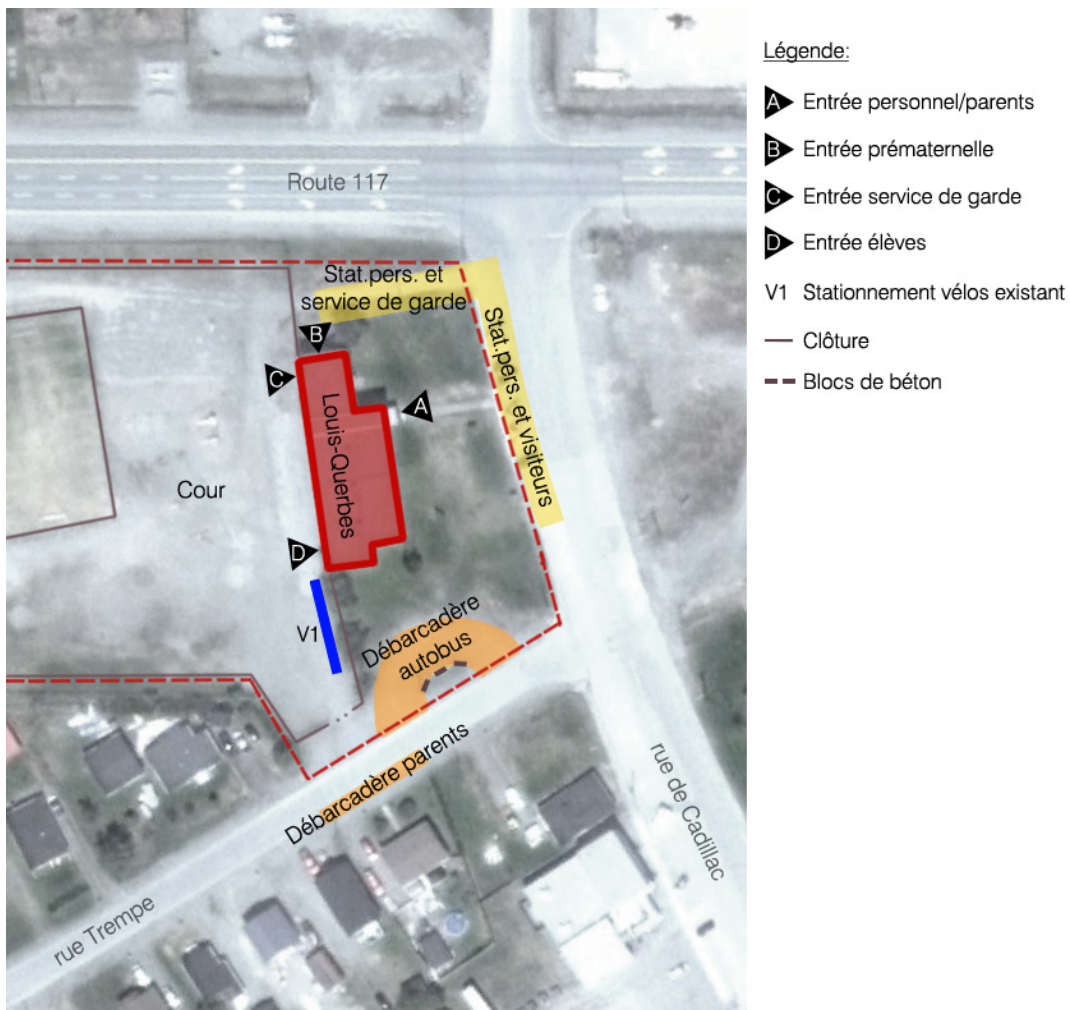 Légende:
A Entrée personnel/parents
B Entrée prématernelle
C Entrée service de garde
D Entrée élèves
V1 Stationnement vélos existant
Clôture
Blocs de béton
Route 117
Stat.pers. et
service de garde
Stat.pers. et visiteurs
B
C
A
Louis-Querbes
Cour
D
V1
Débarcadère
autobus
Débarcadère parents
rue de Cadillac
rue Trempe